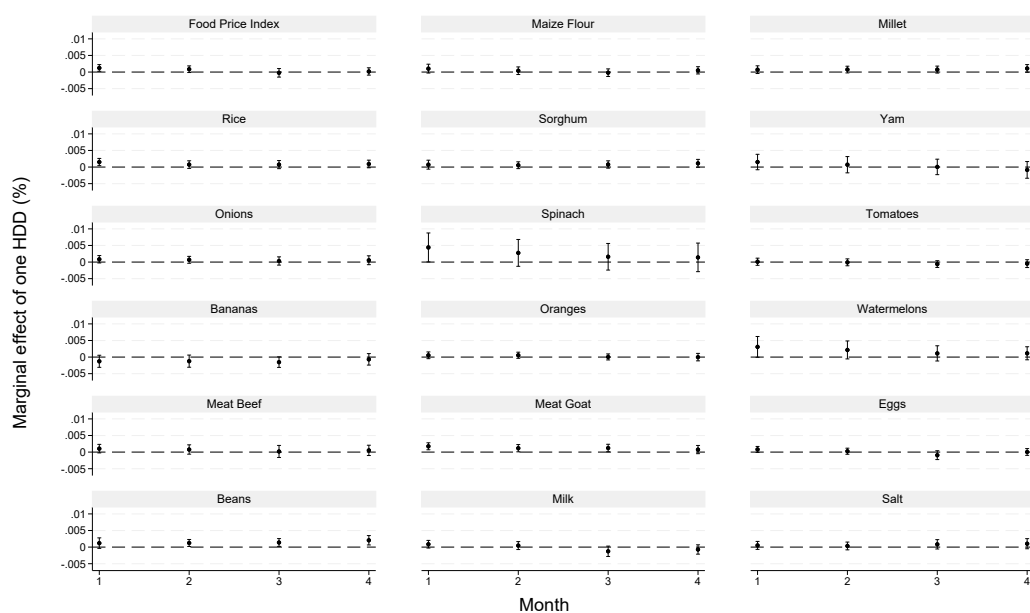 Marginal effect of one HDD (%)
Food Price Index
Maize Flour
Millet
.01
.005
0
-.005
Rice
Sorghum
Yam
.01
.005
0
-.005
Onions
Spinach
Tomatoes
.01
.005
0
-.005
Bananas
Oranges
Watermelons
.01
.005
0
-.005
Meat Beef
Meat Goat
Eggs
.01
.005
0
-.005
Beans
Milk
Salt
.01
.005
0
-.005
1 2 3 4
1 2 3 4
1 2 3 4
Month